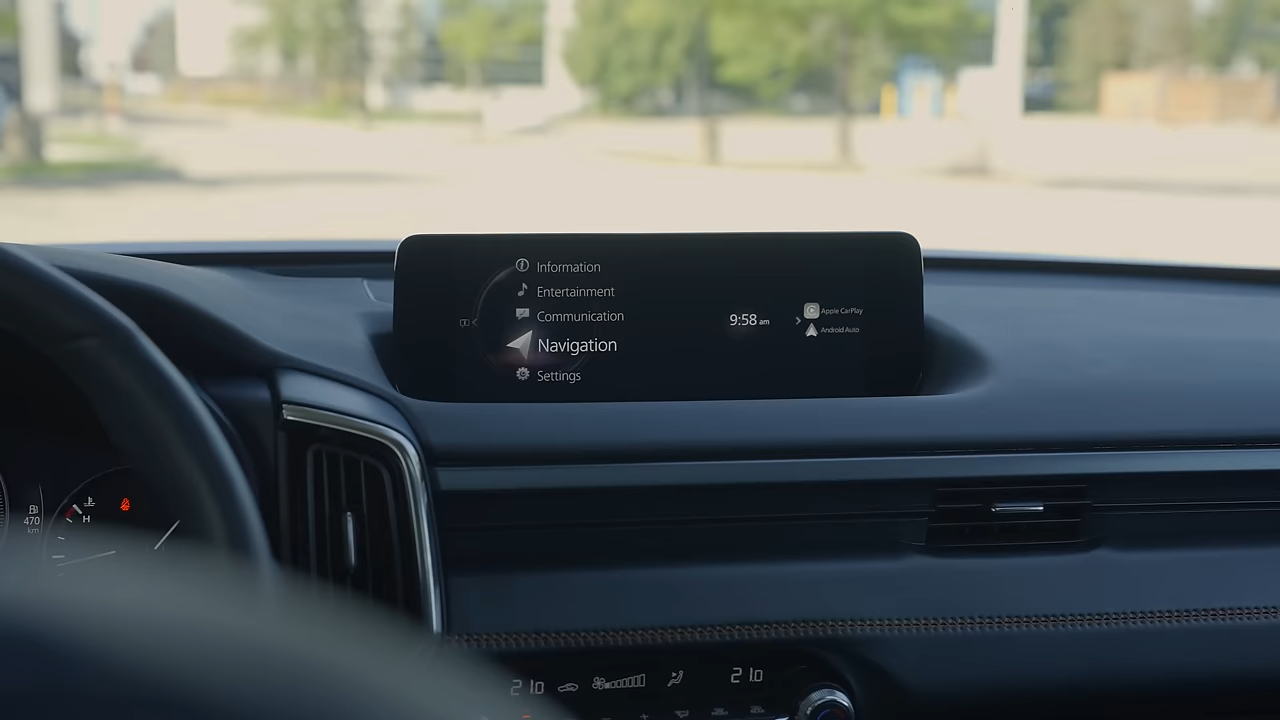 Information
Entertainment
Communication
Navigation
Settings
9:58 am
Apple CarPlay
Android Auto
470
km
H
21.0
21.0